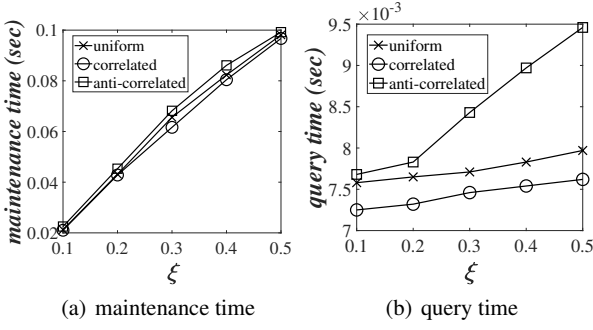 maintenance time (sec)
0.1
0.08
0.06
0.04
0.02
uniform
correlated
anti-correlated
0.1 0.2 0.3 0.4 0.5
ξ
(a) maintenance time
×10⁻³
query time (sec)
9.5
9
8.5
8
7.5
7
uniform
correlated
anti-correlated
0.1 0.2 0.3 0.4 0.5
ξ
(b) query time